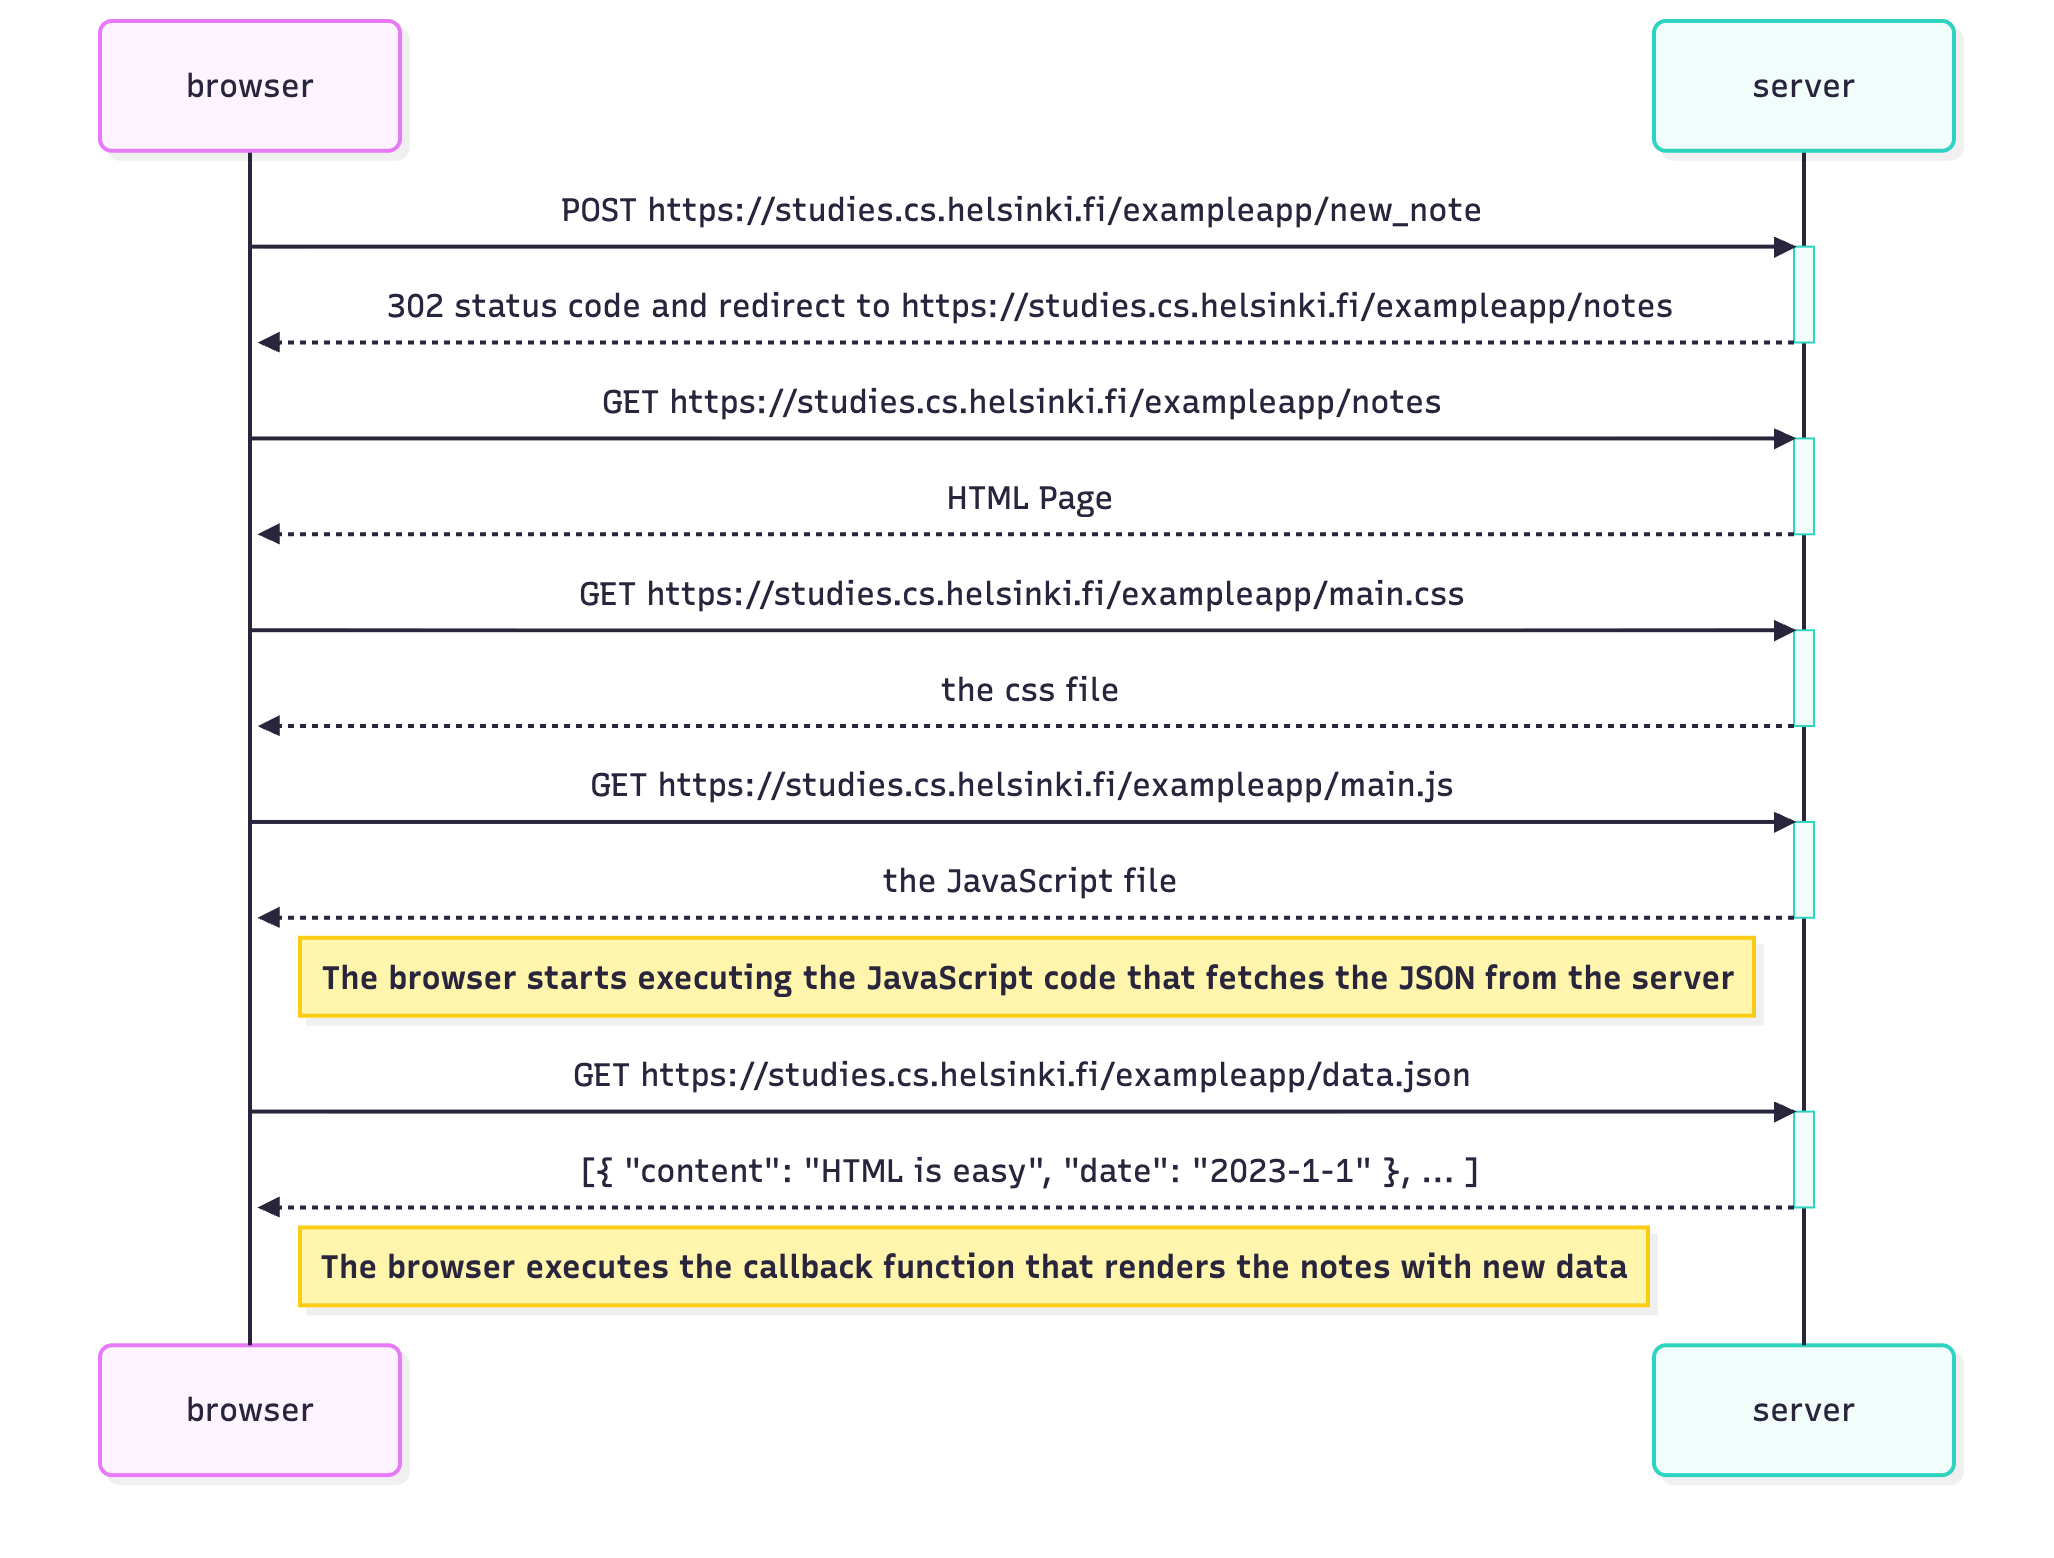 browser
server
POST https://studies.cs.helsinki.fi/exampleapp/new_note
302 status code and redirect to https://studies.cs.helsinki.fi/exampleapp/notes
GET https://studies.cs.helsinki.fi/exampleapp/notes
HTML Page
GET https://studies.cs.helsinki.fi/exampleapp/main.css
the css file
GET https://studies.cs.helsinki.fi/exampleapp/main.js
the JavaScript file
The browser starts executing the JavaScript code that fetches the JSON from the server
GET https://studies.cs.helsinki.fi/exampleapp/data.json
[{ "content": "HTML is easy", "date": "2023-1-1" }, ... ]
The browser executes the callback function that renders the notes with new data
browser
server